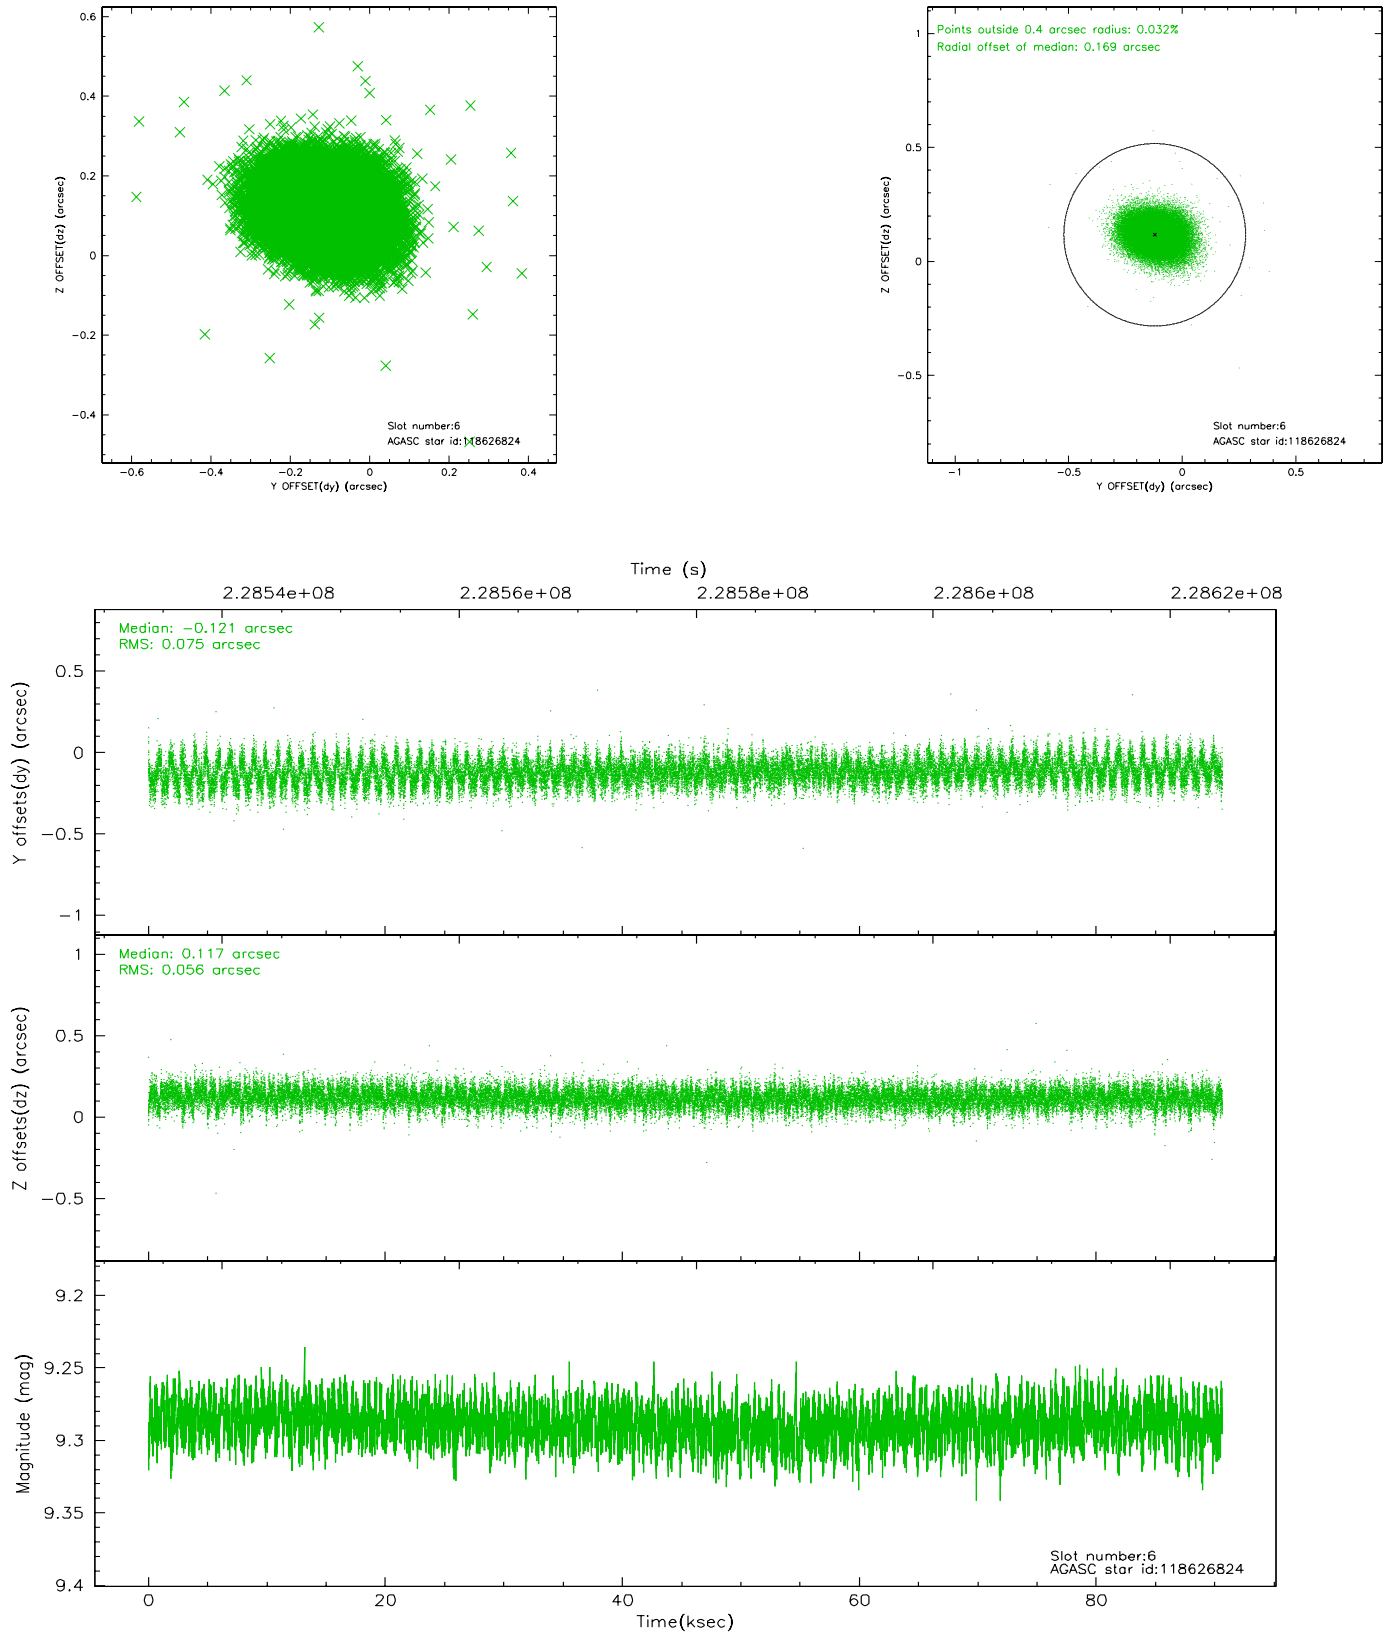 0.6
0.4
0.2
0
−0.2
−0.4
Z OFFSET(dz) (arcsec)
Slot number:6
AGASC star id:118626824
−0.6
−0.4
−0.2
0
0.2
0.4
Y OFFSET(dy) (arcsec)
Points outside 0.4 arcsec radius: 0.032%
Radial offset of median: 0.169 arcsec
1
0.5
0
−0.5
Z OFFSET(dz) (arcsec)
Slot number:6
AGASC star id:118626824
−1
−0.5
0
0.5
Y OFFSET(dy) (arcsec)
Time (s)
2.2854e+08
2.2856e+08
2.2858e+08
2.286e+08
2.2862e+08
Median: −0.121 arcsec
RMS: 0.075 arcsec
0.5
0
−0.5
−1
Y offsets(dy) (arcsec)
Median: 0.117 arcsec
RMS: 0.056 arcsec
1
0.5
0
−0.5
Z offsets(dz) (arcsec)
9.2
9.25
9.3
9.35
9.4
Magnitude (mag)
Slot number:6
AGASC star id:118626824
0
20
40
60
80
Time(ksec)